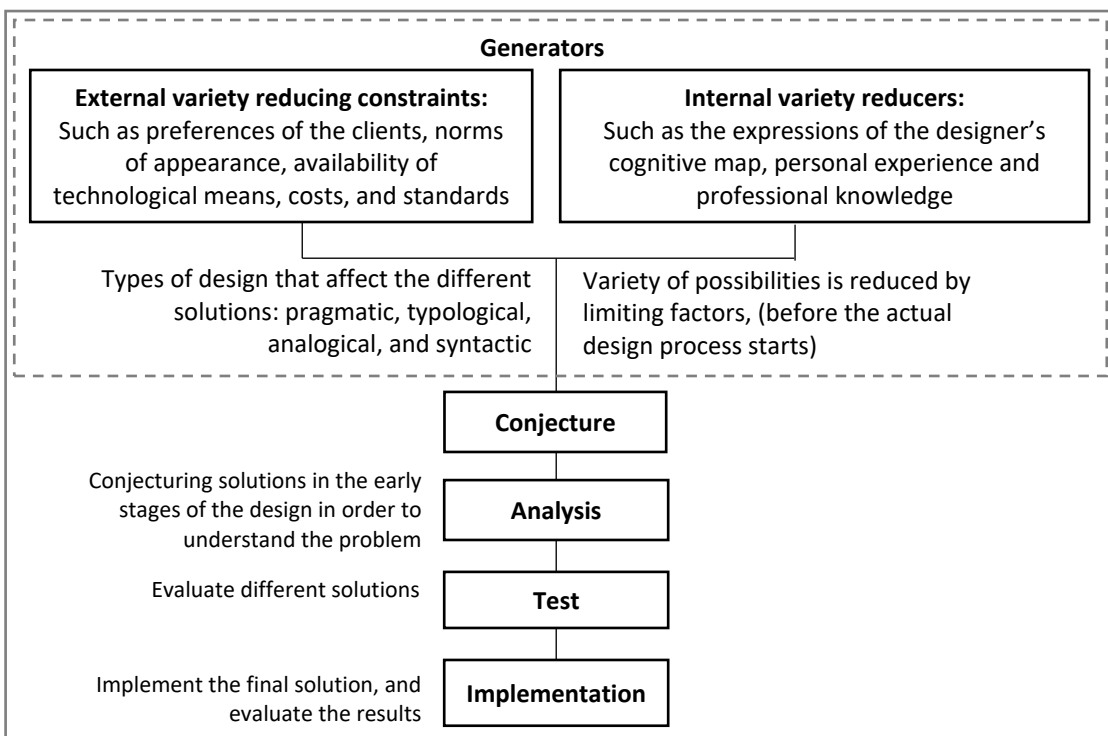 Generators
External variety reducing constraints:
Such as preferences of the clients, norms
of appearance, availability of
technological means, costs, and standards
Internal variety reducers:
Such as the expressions of the designer's
cognitive map, personal experience and
professional knowledge
Types of design that affect the different
solutions: pragmatic, typological,
analogical, and syntactic
Variety of possibilities is reduced by
limiting factors, (before the actual
design process starts)
Conjecture
Conjecturing solutions in the early
stages of the design in order to
understand the problem
Analysis
Evaluate different solutions
Test
Implement the final solution, and
evaluate the results
Implementation